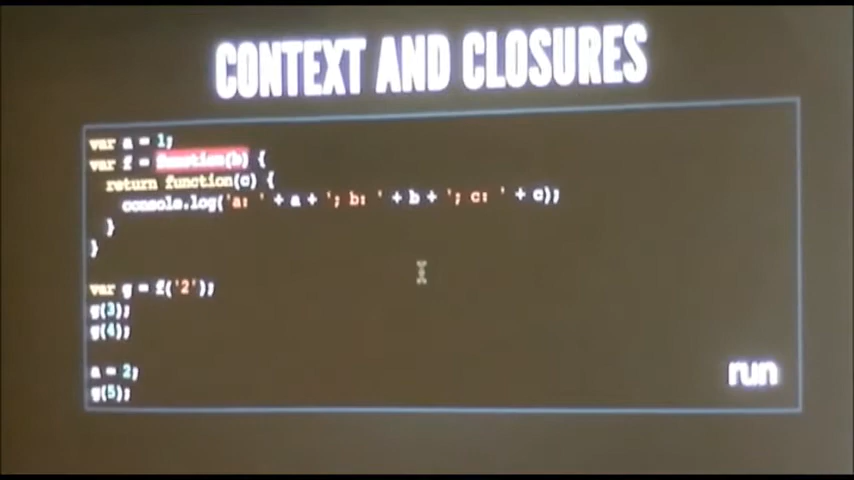 CONTEXT AND CLOSURES
var a = 1;
var f = function(b) {
return function(c) {
console.log('a: ' + a + '; b: ' + b + '; c: ' + c);
}
}
var g = f('2');
g(3);
g(4);
a = 2;
g(5);
run